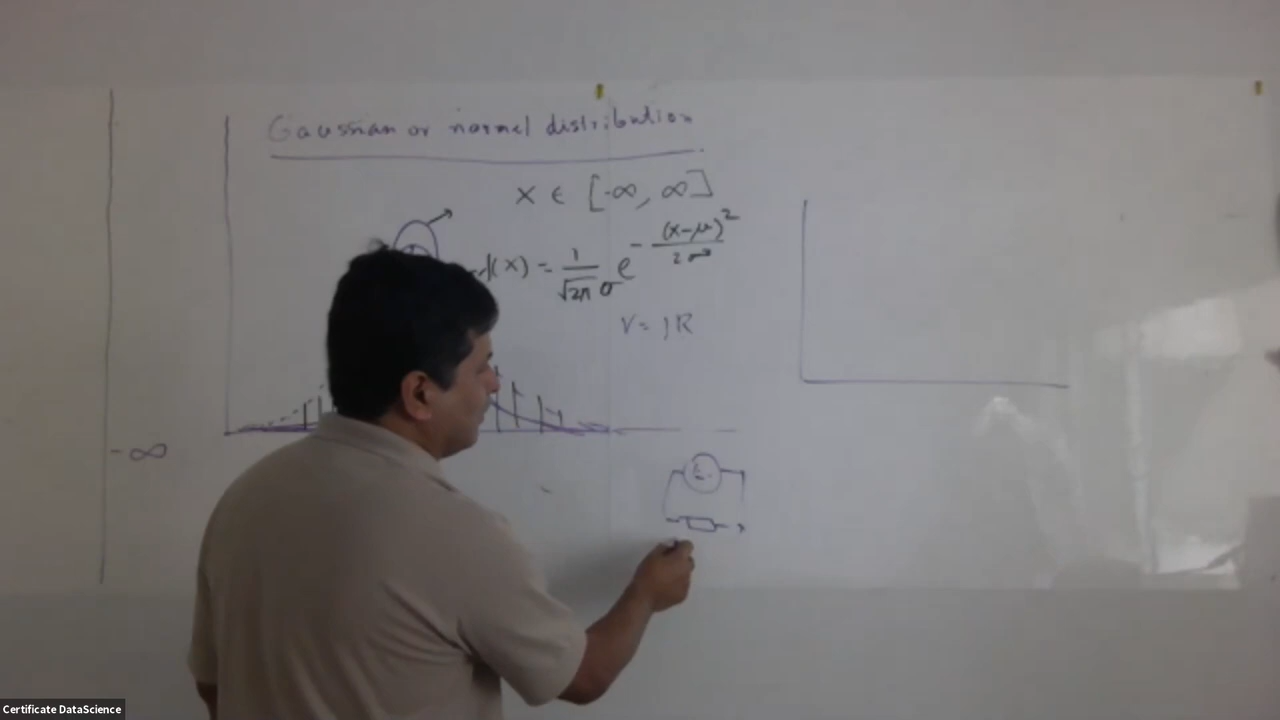 Gaussian or normal distribution
x ∈ [-∞, ∞]
(x) = 1/√2π σ e^-(x-μ)²/2σ²
V = IR
-∞
Certificate DataScience